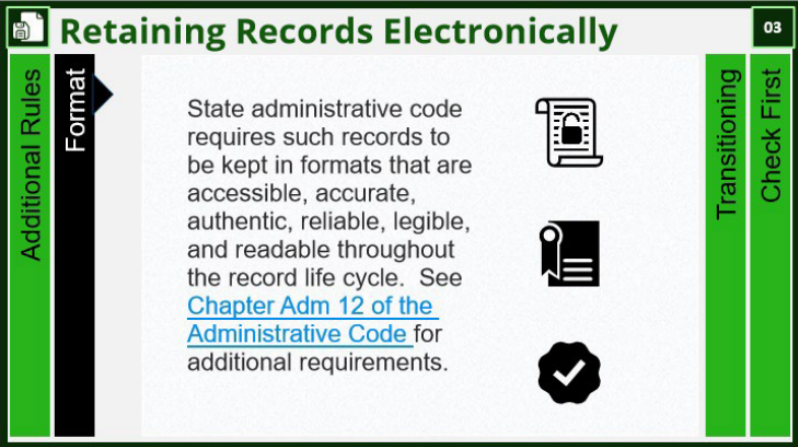 Retaining Records Electronically
03
Additional Rules
Format
State administrative code
requires such records to
be kept in formats that are
accessible, accurate,
authentic, reliable, legible,
and readable throughout
the record life cycle.  See
Chapter Adm 12 of the
Administrative Code for
additional requirements.
Transitioning
Check First